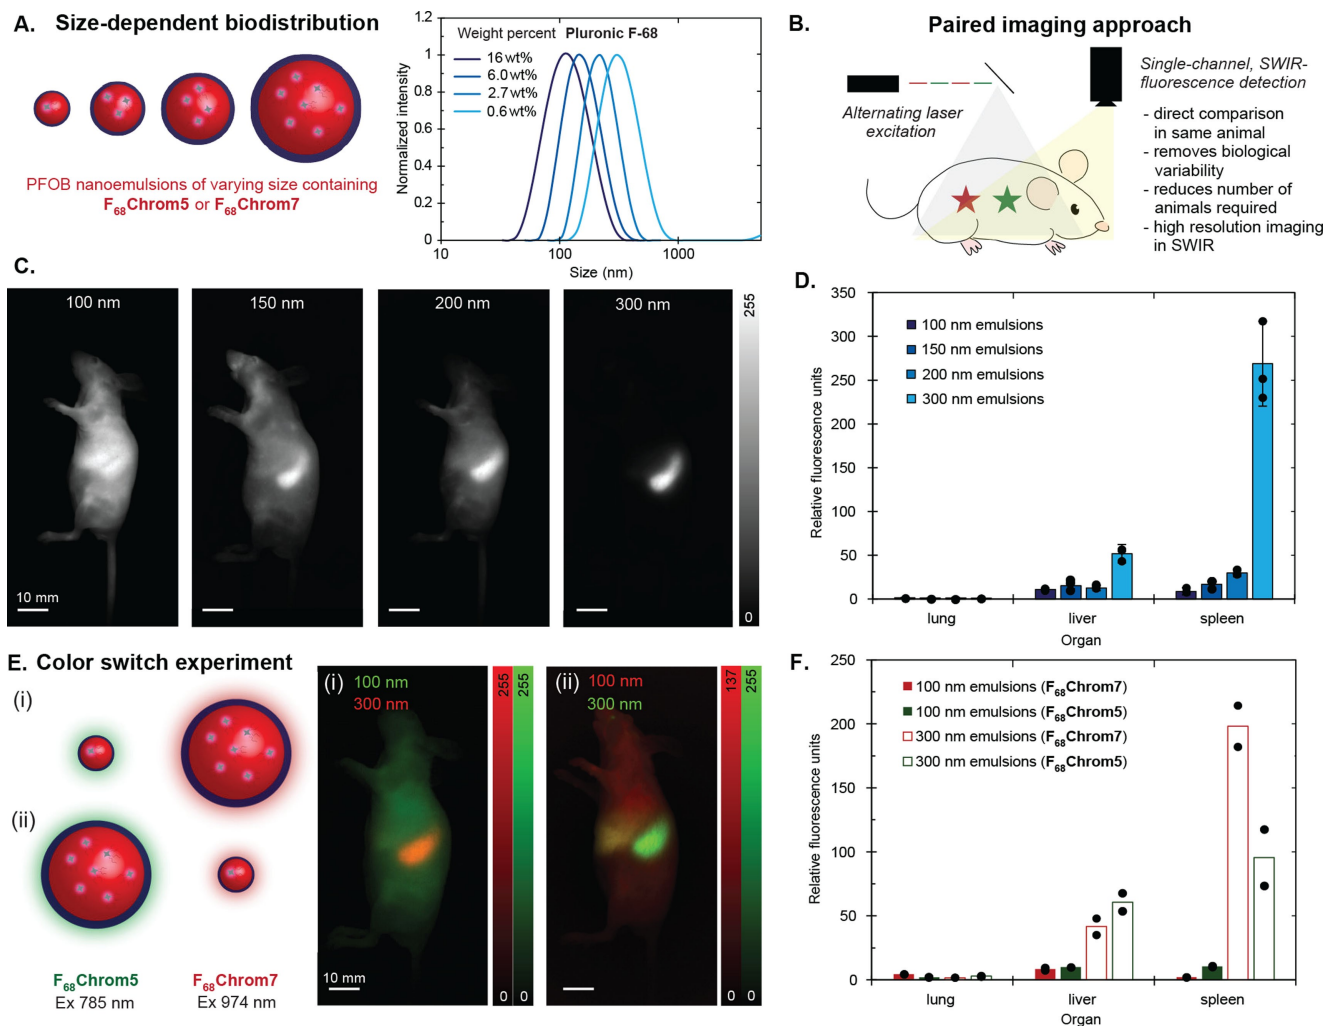 A. Size-dependent biodistribution
PFOB nanoemulsions of varying size containing
F68Chrom5 or F68Chrom7
Weight percent Pluronic F-68
16 wt%
6.0 wt%
2.7 wt%
0.6 wt%
Normalized intensity
1.2
1
0.8
0.6
0.4
0.2
0
10
100
1000
Size (nm)
B. Paired imaging approach
Alternating laser
excitation
Single-channel, SWIR-
fluorescence detection
- direct comparison
in same animal
- removes biological
variability
- reduces number of
animals required
- high resolution imaging
in SWIR
C.
100 nm
150 nm
200 nm
300 nm
10 mm
255
0
D.
Relative fluorescence units
350
300
250
200
150
100
50
0
100 nm emulsions
150 nm emulsions
200 nm emulsions
300 nm emulsions
lung
liver
spleen
Organ
E. Color switch experiment
(i)
(ii)
F68Chrom5
Ex 785 nm
F68Chrom7
Ex 974 nm
(i)
100 nm
300 nm
10 mm
255
255
0
0
(ii)
100 nm
300 nm
137
255
0
0
F.
Relative fluorescence units
250
200
150
100
50
0
100 nm emulsions (F68Chrom7)
100 nm emulsions (F68Chrom5)
300 nm emulsions (F68Chrom7)
300 nm emulsions (F68Chrom5)
lung
liver
spleen
Organ